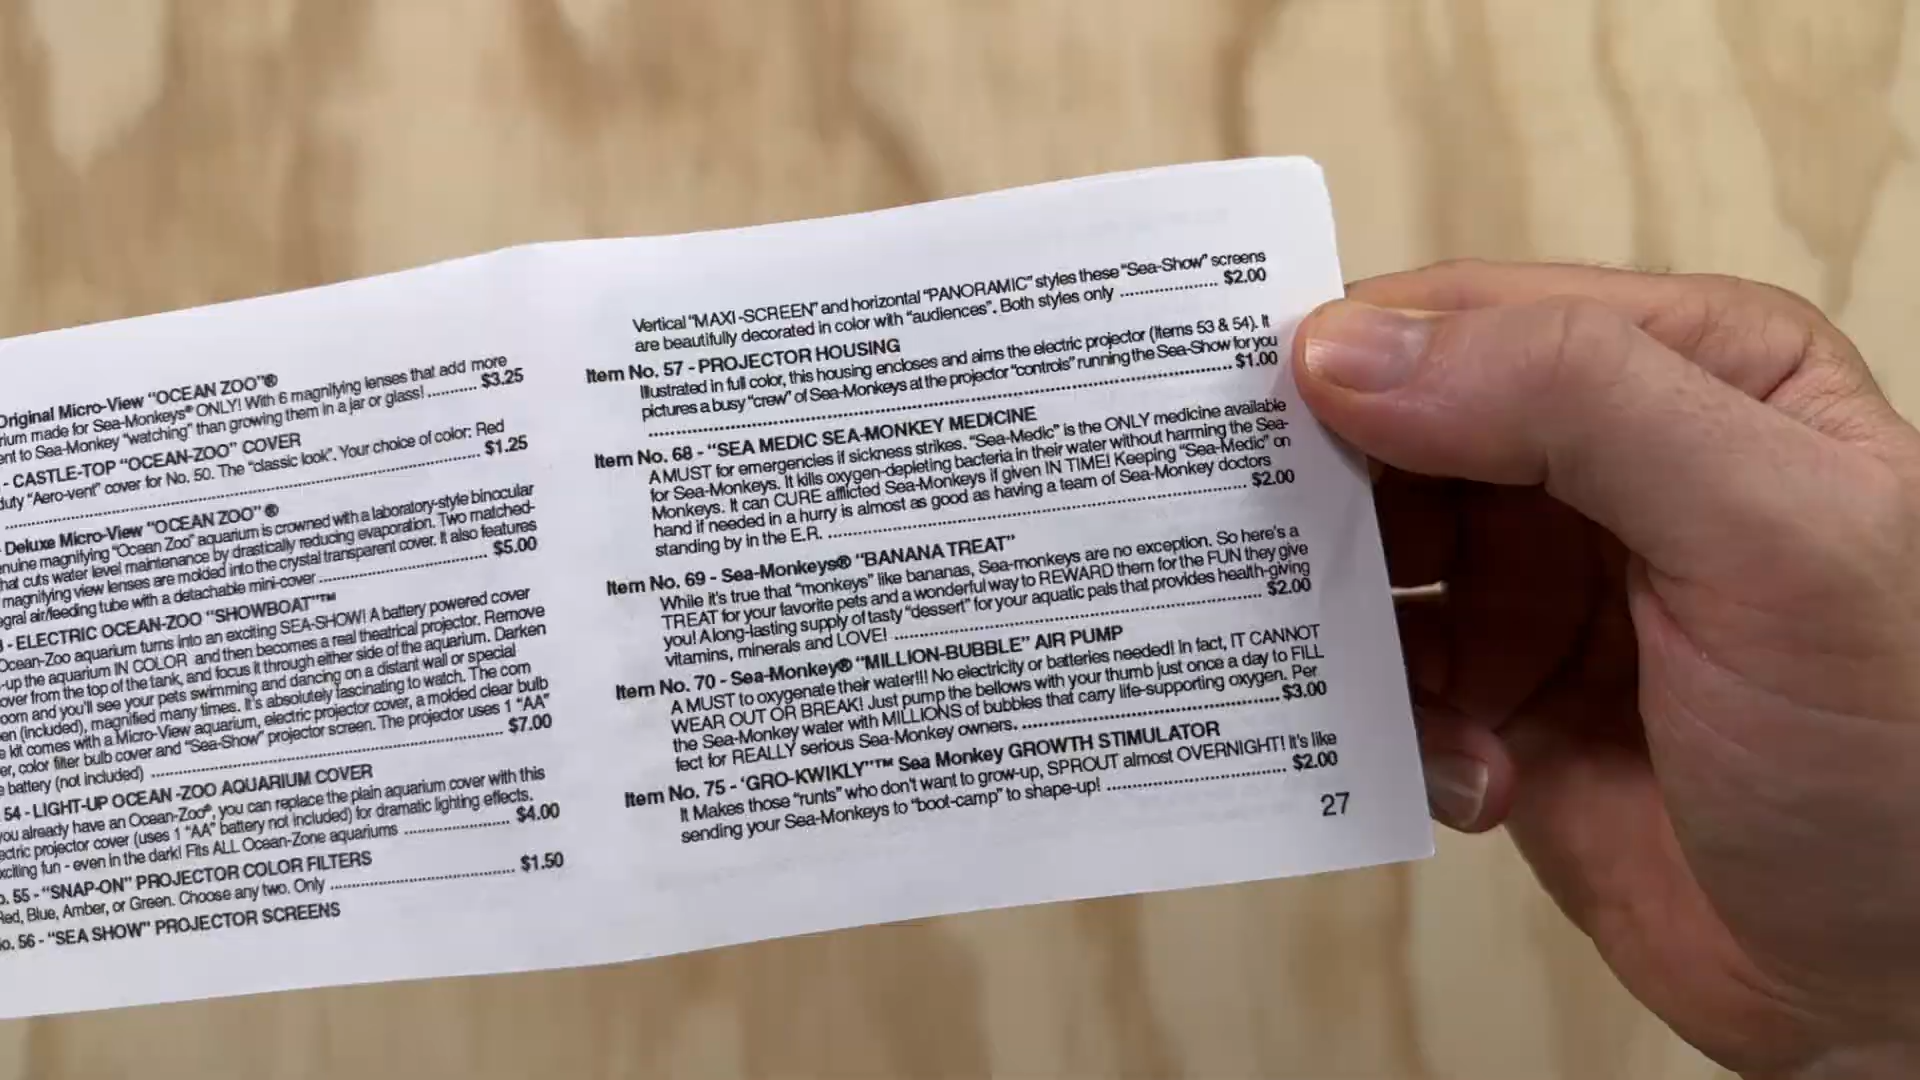 Original Micro-View "OCEAN ZOO"®
rium made for Sea-Monkeys® ONLY! With 6 magnifying lenses that add more
ent to Sea-Monkey "watching" than growing them in a jar or glass! .......... $3.25
- CASTLE-TOP "OCEAN-ZOO" COVER
duty "Aero-vent" cover for No. 50. The "classic look". Your choice of color: Red
.......... $1.25
- Deluxe Micro-View "OCEAN ZOO" ®
enuine magnifying "Ocean Zoo" aquarium is crowned with a laboratory-style binocular
hat cuts water level maintenance by drastically reducing evaporation. Two matched-
magnifying view lenses are molded into the crystal transparent cover. It also features
egral air/feeding tube with a detachable mini-cover .......... $5.00
- ELECTRIC OCEAN-ZOO "SHOWBOAT"™
Ocean-Zoo aquarium turns into an exciting SEA-SHOW! A battery powered cover
-up the aquarium IN COLOR and then becomes a real theatrical projector. Remove
over from the top of the tank, and focus it through either side of the aquarium. Darken
oom and you'll see your pets swimming and dancing on a distant wall or special
en (included), magnified many times. It's absolutely fascinating to watch. The com
e kit comes with a Micro-View aquarium, electric projector cover, a molded clear bulb
er, color filter bulb cover and "Sea-Show" projector screen. The projector uses 1 "AA"
battery (not included) .......... $7.00
54 - LIGHT-UP OCEAN -ZOO AQUARIUM COVER
you already have an Ocean-Zoo®, you can replace the plain aquarium cover with this
ectric projector cover (uses 1 "AA" battery not included) for dramatic lighting effects.
xciting fun - even in the dark! Fits ALL Ocean-Zone aquariums .......... $4.00
o. 55 - "SNAP-ON" PROJECTOR COLOR FILTERS
Red, Blue, Amber, or Green. Choose any two. Only .......... $1.50
o. 56 - "SEA SHOW" PROJECTOR SCREENS
Vertical "MAXI-SCREEN" and horizontal "PANORAMIC" styles these "Sea-Show" screens
are beautifully decorated in color with "audiences". Both styles only .......... $2.00
Item No. 57 - PROJECTOR HOUSING
Illustrated in full color, this housing encloses and aims the electric projector (Items 53 & 54). It
pictures a busy "crew" of Sea-Monkeys at the projector "controls" running the Sea-Show for you
.......... $1.00
Item No. 68 - "SEA MEDIC SEA-MONKEY MEDICINE
A MUST for emergencies if sickness strikes. "Sea-Medic" is the ONLY medicine available
for Sea-Monkeys. It kills oxygen-depleting bacteria in their water without harming the Sea-
Monkeys. It can CURE afflicted Sea-Monkeys if given IN TIME! Keeping "Sea-Medic" on
hand if needed in a hurry is almost as good as having a team of Sea-Monkey doctors
standing by in the E.R. .......... $2.00
Item No. 69 - Sea-Monkeys® "BANANA TREAT"
While it's true that "monkeys" like bananas, Sea-monkeys are no exception. So here's a
TREAT for your favorite pets and a wonderful way to REWARD them for the FUN they give
you! A long-lasting supply of tasty "dessert" for your aquatic pals that provides health-giving
vitamins, minerals and LOVE! .......... $2.00
Item No. 70 - Sea-Monkey® "MILLION-BUBBLE" AIR PUMP
A MUST to oxygenate their water!!! No electricity or batteries needed! In fact, IT CANNOT
WEAR OUT OR BREAK! Just pump the bellows with your thumb just once a day to FILL
the Sea-Monkey water with MILLIONS of bubbles that carry life-supporting oxygen. Per
fect for REALLY serious Sea-Monkey owners. .......... $3.00
Item No. 75 - 'GRO-KWIKLY"™ Sea Monkey GROWTH STIMULATOR
It Makes those "runts" who don't want to grow-up, SPROUT almost OVERNIGHT! It's like
sending your Sea-Monkeys to "boot-camp" to shape-up! .......... $2.00
27